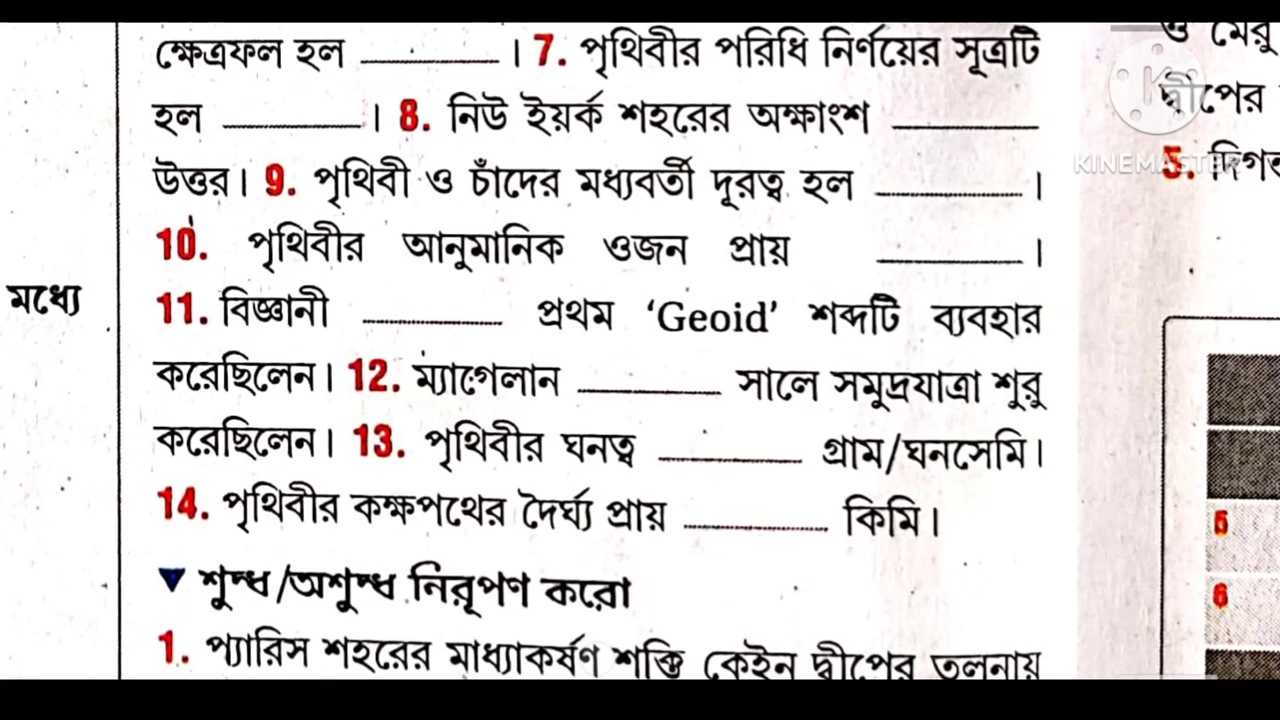 ক্ষেত্রফল হল ________ । 7. পৃথিবীর পরিধি নির্ণয়ের সূত্রটি
হল ________ । 8. নিউ ইয়র্ক শহরের অক্ষাংশ ________
উত্তর। 9. পৃথিবী ও চাঁদের মধ্যবর্তী দূরত্ব হল ________ ।
10. পৃথিবীর আনুমানিক ওজন প্রায় ________ ।
11. বিজ্ঞানী ________ প্রথম ‘Geoid’ শব্দটি ব্যবহার
করেছিলেন। 12. ম্যাগেলান ________ সালে সমুদ্রযাত্রা শুরু
করেছিলেন। 13. পৃথিবীর ঘনত্ব ________ গ্রাম/ঘনসেমি।
14. পৃথিবীর কক্ষপথের দৈর্ঘ্য প্রায় ________ কিমি।
▼ শুদ্ধ/অশুদ্ধ নিরূপণ করো
1. প্যারিস শহরের মাধ্যাকর্ষণ শক্তি কেইন দ্বীপের তুলনায়
মধ্যে
ও মেরু
দ্বীপের
5.
5
6
K
KINEMASTER